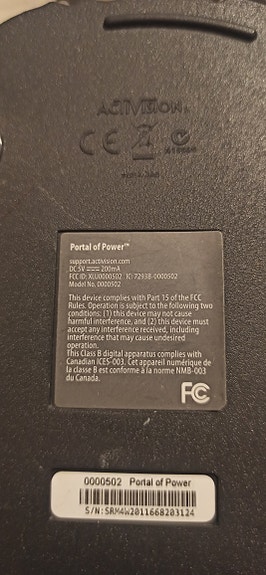 ACTIVISION
CE
Portal of Power™
support.activision.com
DC 5V 200mA
FCC ID: XLU0000502 IC: 7293B-0000502
Model No. 0000502
This device complies with Part 15 of the FCC
Rules. Operation is subject to the following two
conditions: (1) this device may not cause
harmful interference, and (2) this device must
accept any interference received, including
interference that may cause undesired
operation.
This Class B digital apparatus complies with
Canadian ICES-003. Cet appareil numérique de
la classe B est conforme à la norme NMB-003
du Canada.
FC
0000502 Portal of Power
S/N:SRM4W2011668203124